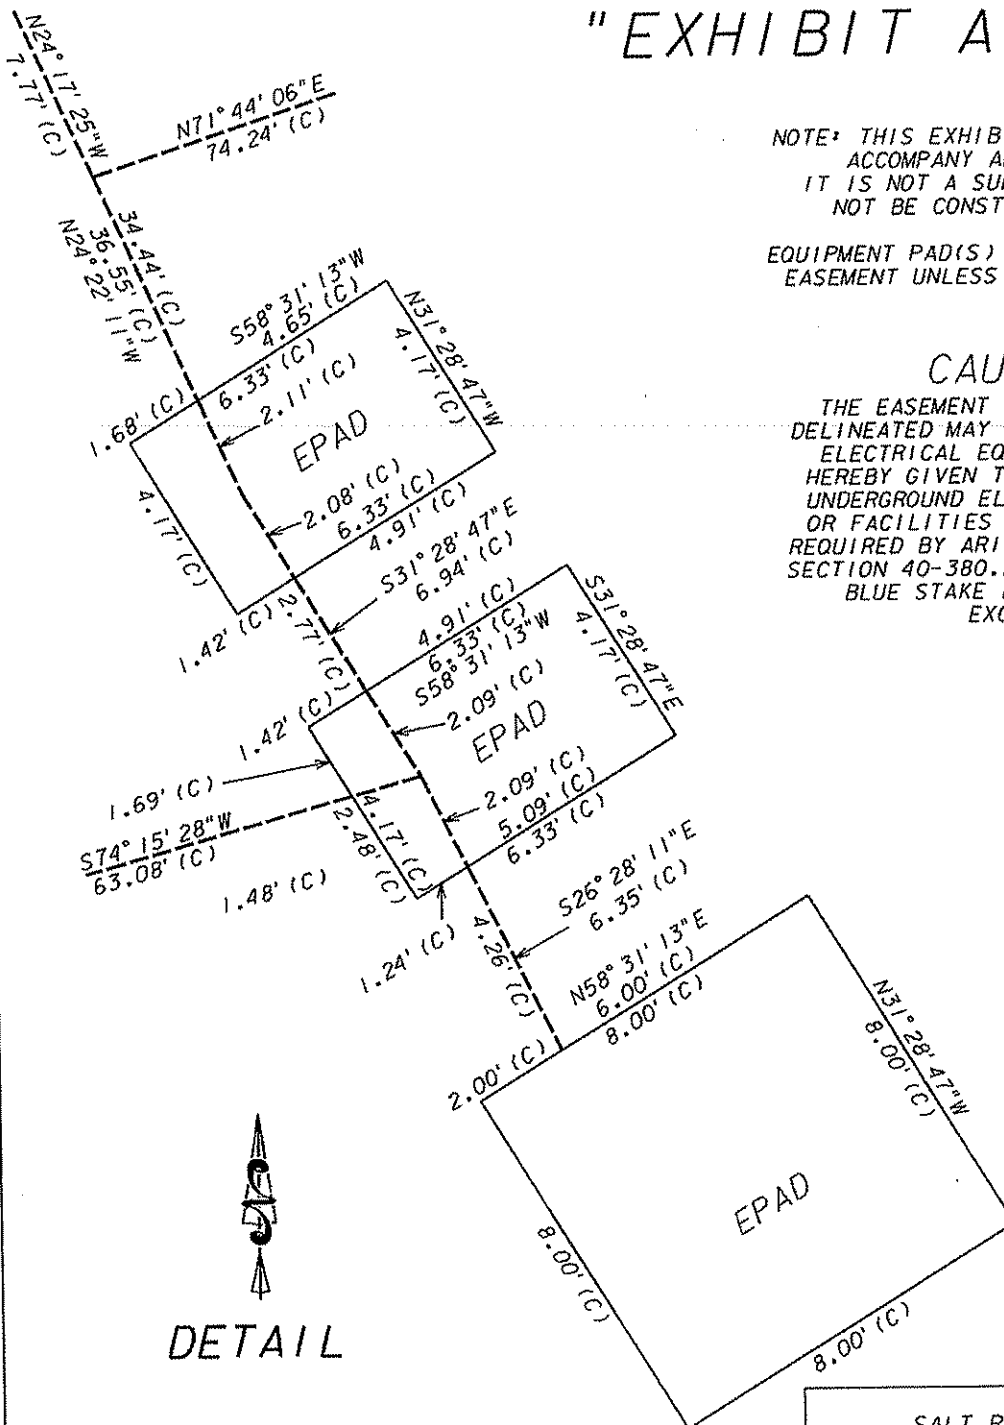 "EXHIBIT A
N24°17'25"W
7.77' (C)
N71°44'06"E
74.24' (C)
NOTE: THIS EXHIB
ACCOMPANY A
IT IS NOT A SU
NOT BE CONST
EQUIPMENT PAD(S)
EASEMENT UNLESS
34.44' (C)
36.55' (C)
N24°22'11"W
S58°31'13"W
4.65' (C)
6.33' (C)
N31°28'47"W
4.17' (C)
1.68' (C)
2.11' (C)
EPAD
4.17' (C)
2.08' (C)
6.33' (C)
4.91' (C)
CAU
THE EASEMENT
DELINEATED MAY
ELECTRICAL EQ
HEREBY GIVEN T
UNDERGROUND EL
OR FACILITIES
REQUIRED BY ARI
SECTION 40-380.
BLUE STAKE
EXC
S31°28'47"E
6.94' (C)
1.42' (C)
2.77' (C)
4.91' (C)
6.33' (C)
S58°31'13"W
S31°28'47"E
4.17' (C)
1.42' (C)
2.09' (C)
EPAD
1.69' (C)
2.09' (C)
5.09' (C)
6.33' (C)
4.17' (C)
2.48' (C)
S74°15'28"W
63.08' (C)
1.48' (C)
1.24' (C)
S26°28'11"E
6.35' (C)
4.26' (C)
N58°31'13"E
6.00' (C)
8.00' (C)
2.00' (C)
N31°28'47"W
8.00' (C)
EPAD
8.00' (C)
8.00' (C)
DETAIL